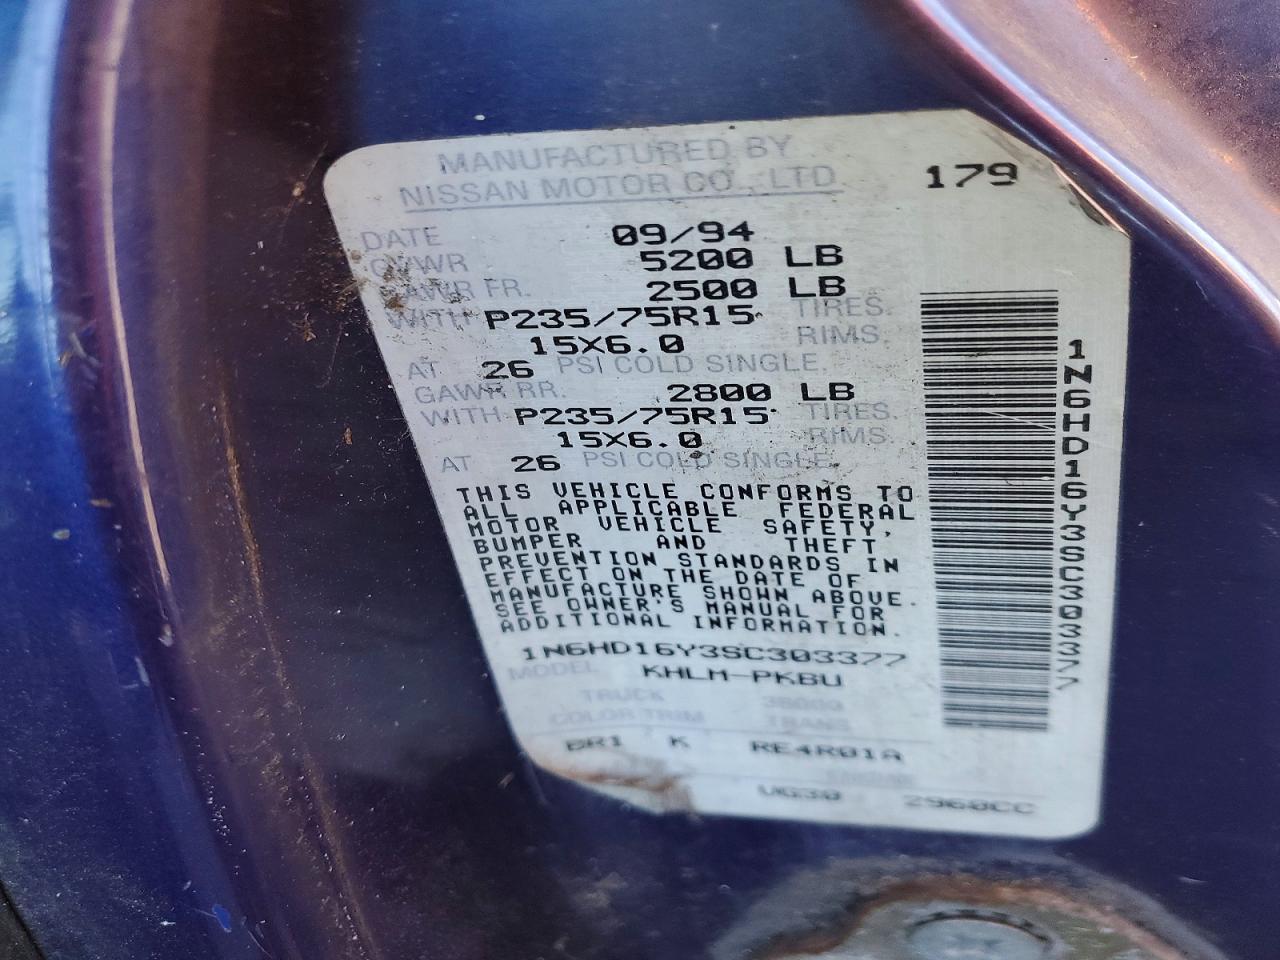 MANUFACTURED BY
NISSAN MOTOR CO., LTD.
179
DATE 09/94
GVWR 5200 LB
GAWR FR. 2500 LB
WITH P235/75R15 TIRES.
15X6.0 RIMS.
AT 26 PSI COLD SINGLE.
GAWR RR. 2800 LB
WITH P235/75R15 TIRES.
15X6.0 RIMS.
AT 26 PSI COLD SINGLE.
THIS VEHICLE CONFORMS TO
ALL APPLICABLE FEDERAL
MOTOR VEHICLE SAFETY,
BUMPER AND THEFT
PREVENTION STANDARDS IN
EFFECT ON THE DATE OF
MANUFACTURE SHOWN ABOVE.
SEE OWNER'S MANUAL FOR
ADDITIONAL INFORMATION.
1N6HD16Y3SC303377
MODEL KHLM-PKBU
TRUCK
COLOR TRIM TRANS
BR1 K RE4R01A
ENGINE
VG30 2960CC
1N6HD16Y3SC303377